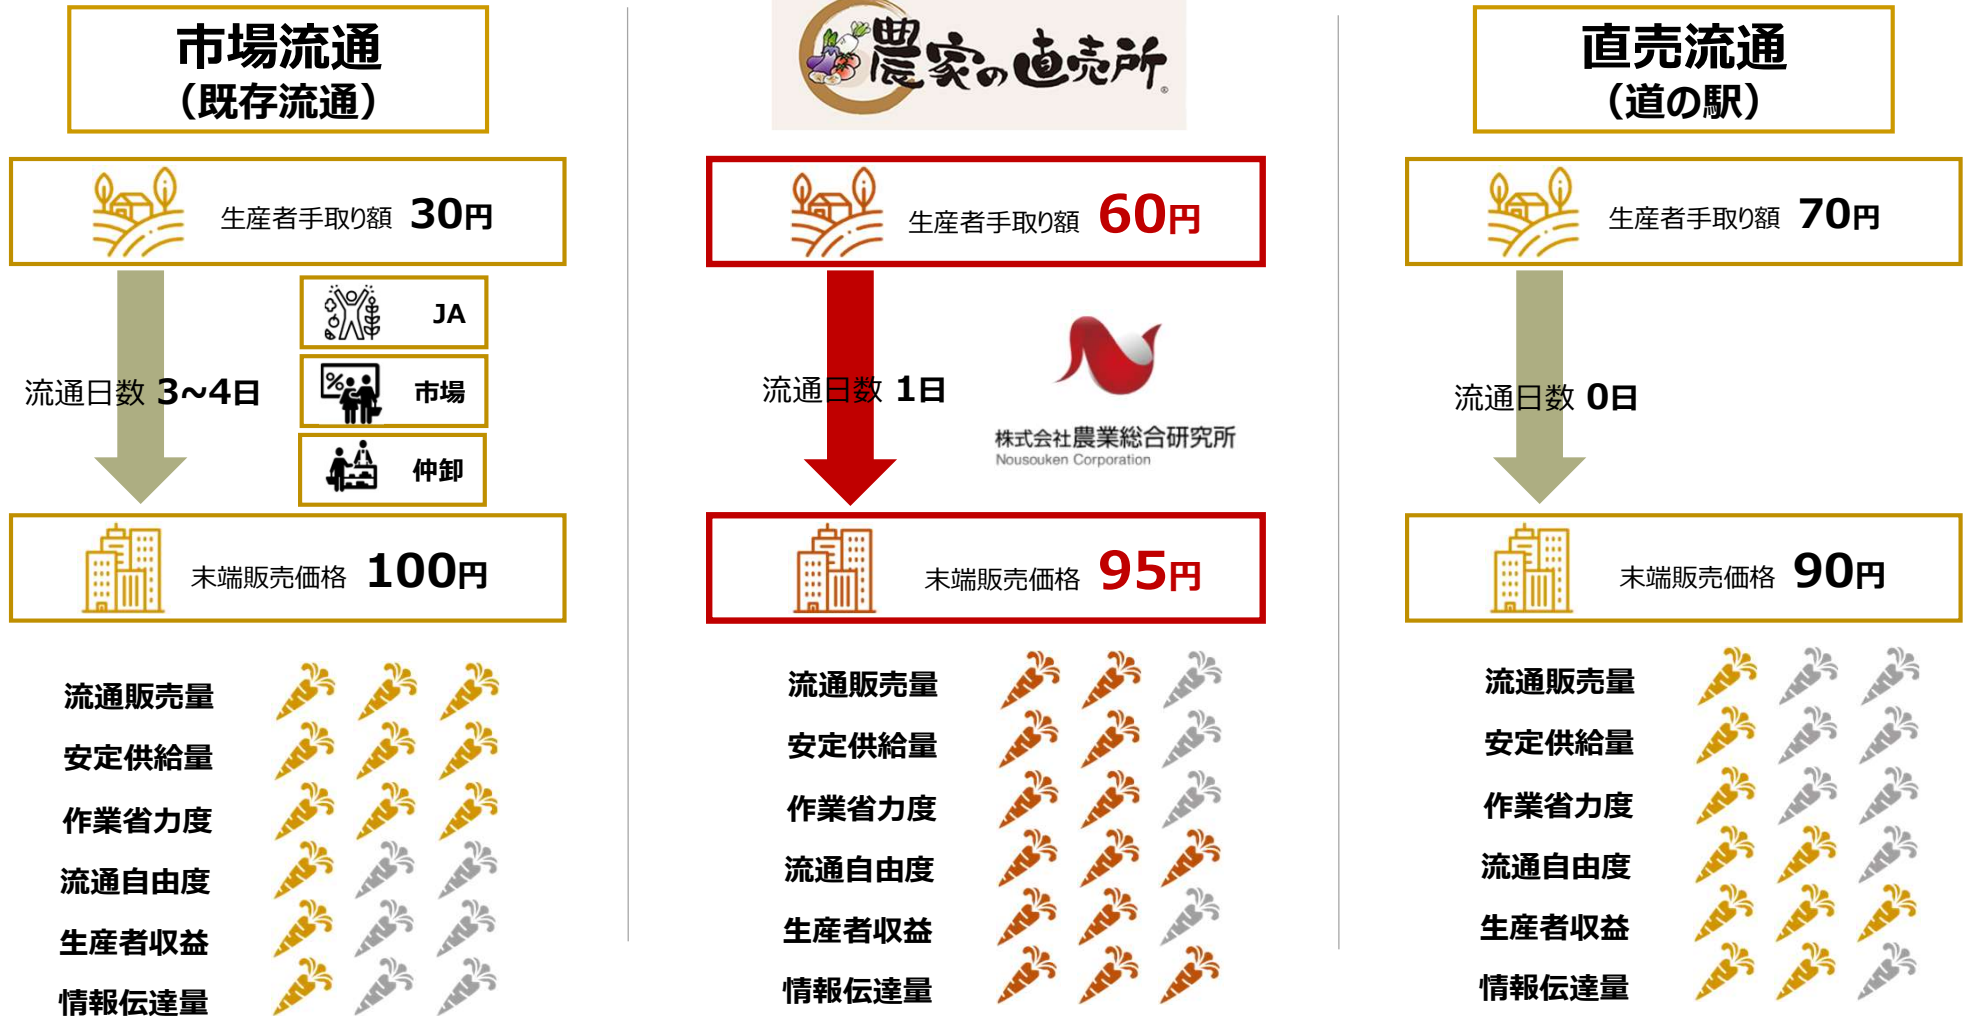 市場流通
（既存流通）
生産者手取り額 30円
JA
市場
仲卸
流通日数 3~4日
末端販売価格 100円
流通販売量
安定供給量
作業省力度
流通自由度
生産者収益
情報伝達量
農家の直売所®
生産者手取り額 60円
流通日数 1日
株式会社農業総合研究所
Nousouken Corporation
末端販売価格 95円
流通販売量
安定供給量
作業省力度
流通自由度
生産者収益
情報伝達量
直売流通
（道の駅）
生産者手取り額 70円
流通日数 0日
末端販売価格 90円
流通販売量
安定供給量
作業省力度
流通自由度
生産者収益
情報伝達量